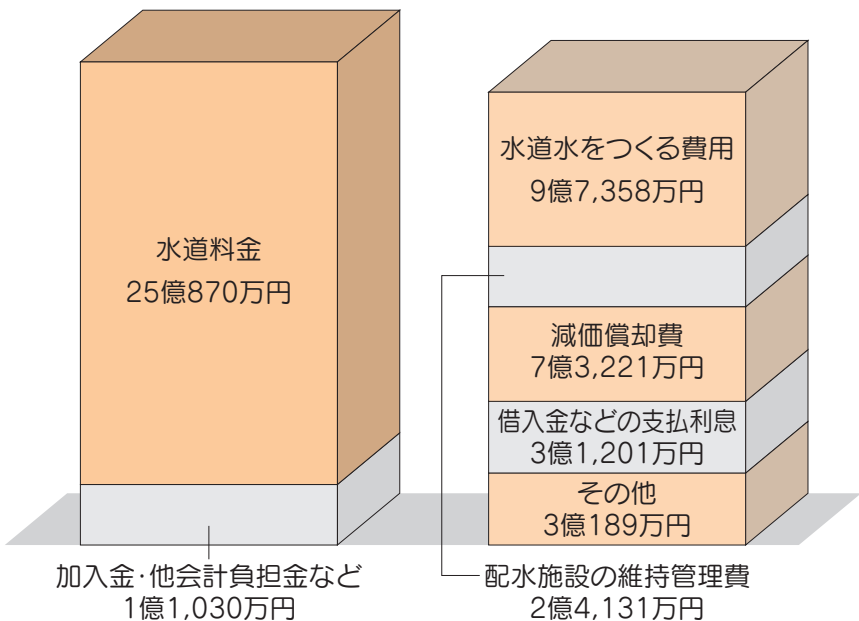 水道料金
25億870万円
加入金・他会計負担金など
1億1,030万円
水道水をつくる費用
9億7,358万円
減価償却費
7億3,221万円
借入金などの支払利息
3億1,201万円
その他
3億189万円
配水施設の維持管理費
2億4,131万円